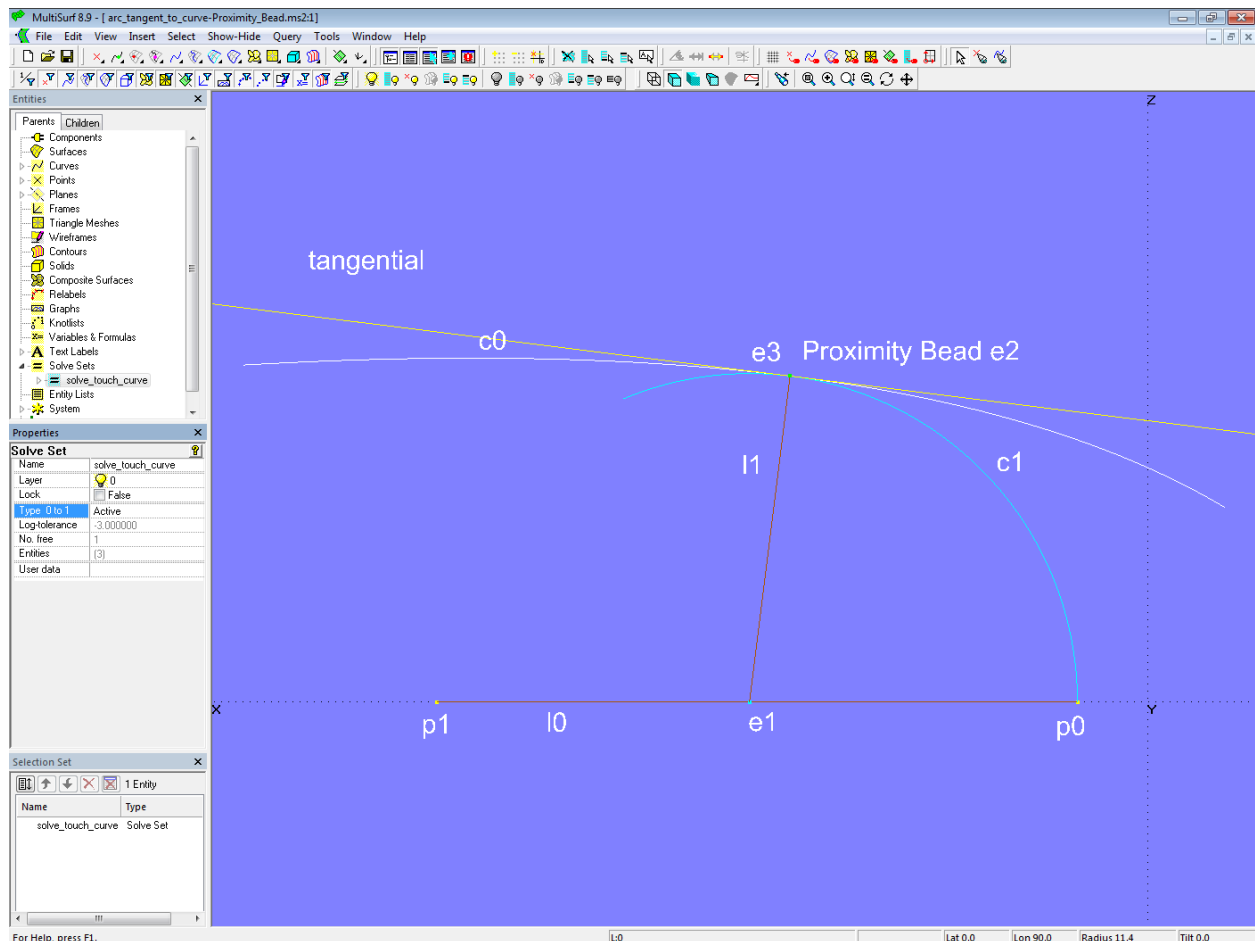 MultiSurf 8.9 - [ arc_tangent_to_curve-Proximity_Bead.ms2:1]
File Edit View Insert Select Show-Hide Query Tools Window Help
Entities
Parents Children
Components
Surfaces
Curves
Points
Planes
Frames
Triangle Meshes
Wireframes
Contours
Solids
Composite Surfaces
Relabels
Graphs
Knotlists
Variables & Formulas
Text Labels
Solve Sets
solve_touch_curve
Entity Lists
System
Properties
Solve Set
Name solve_touch_curve
Layer 0
Lock False
Type 0 to 1 Active
Log-tolerance -3.000000
No. free 1
Entities (3)
User data
Selection Set
1 Entity
Name Type
solve_touch_curve Solve Set
Z
tangential
c0
e3 Proximity Bead e2
l1
c1
X
Y
p1
l0
e1
p0
For Help, press F1.
L:0
Lat 0.0 Lon 90.0 Radius 11.4 Tilt 0.0